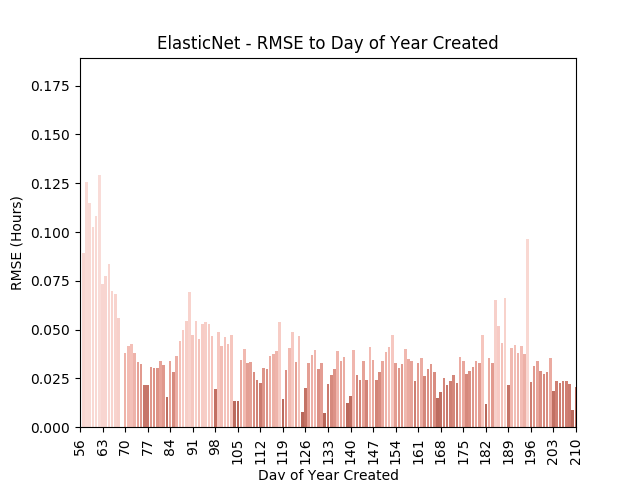 ElasticNet - RMSE to Day of Year Created
RMSE (Hours)
0.175
0.150
0.125
0.100
0.075
0.050
0.025
0.000
56 63 70 77 84 91 98 105 112 119 126 133 140 147 154 161 168 175 182 189 196 203 210
Day of Year Created